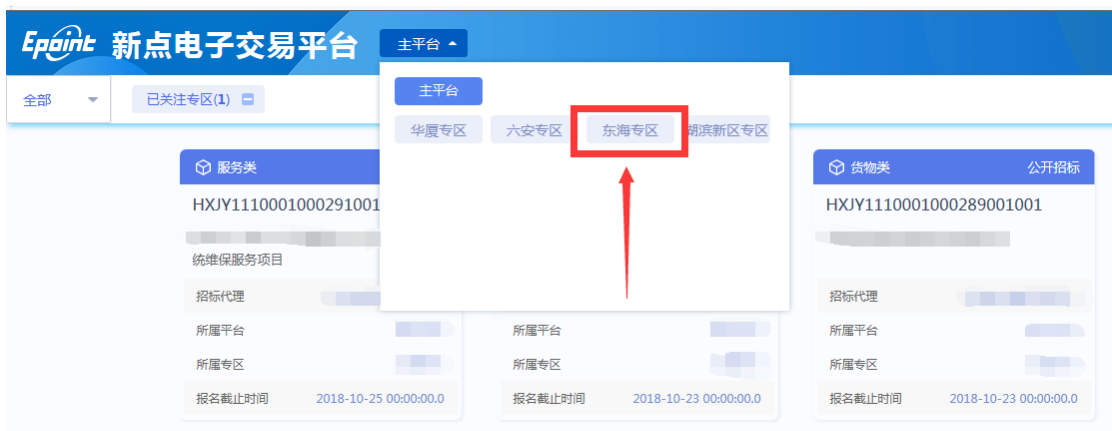 Epoint 新点电子交易平台 主平台
全部 已关注专区(1)
主平台
华厦专区 六安专区 东海专区 湖滨新区专区
服务类
HXJY1110001000291001
统维保服务项目
招标代理
所属平台
所属专区
报名截止时间 2018-10-25 00:00:00.0
所属平台
所属专区
报名截止时间 2018-10-23 00:00:00.0
货物类 公开招标
HXJY1110001000289001001
招标代理
所属平台
所属专区
报名截止时间 2018-10-23 00:00:00.0